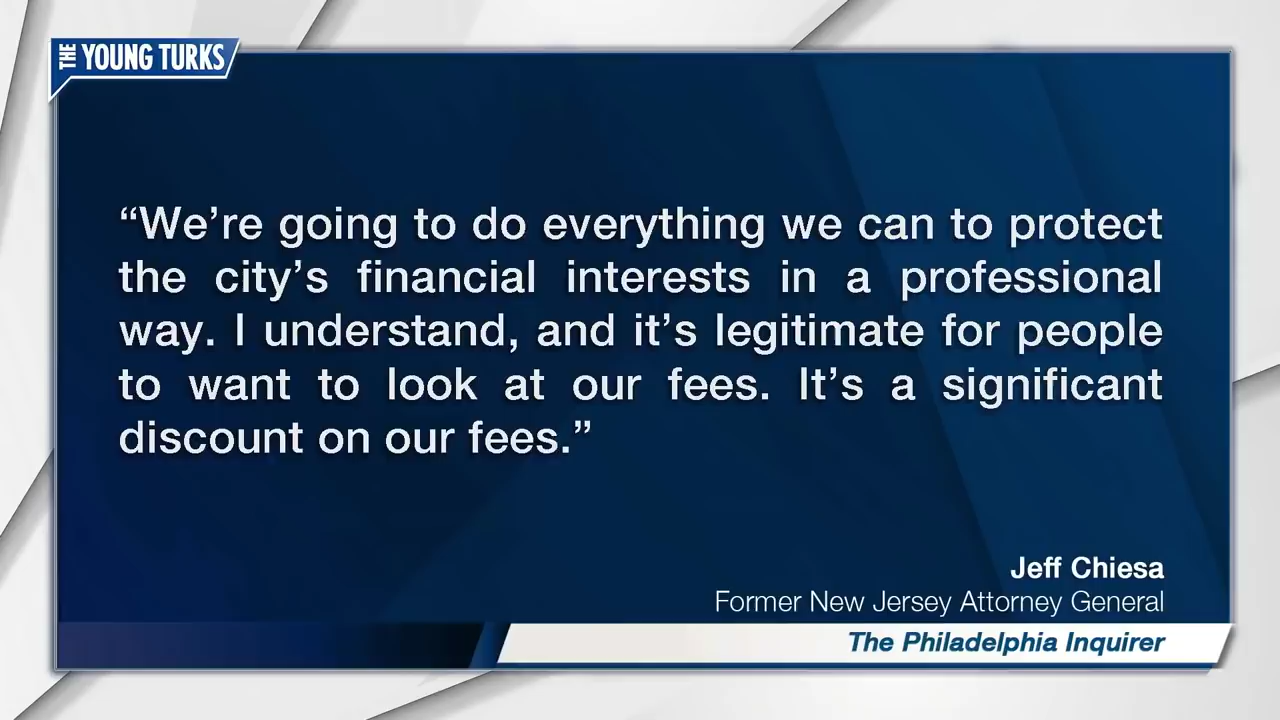 THE YOUNG TURKS
“We’re going to do everything we can to protect
the city’s financial interests in a professional
way. I understand, and it’s legitimate for people
to want to look at our fees. It’s a significant
discount on our fees.”
Jeff Chiesa
Former New Jersey Attorney General
The Philadelphia Inquirer